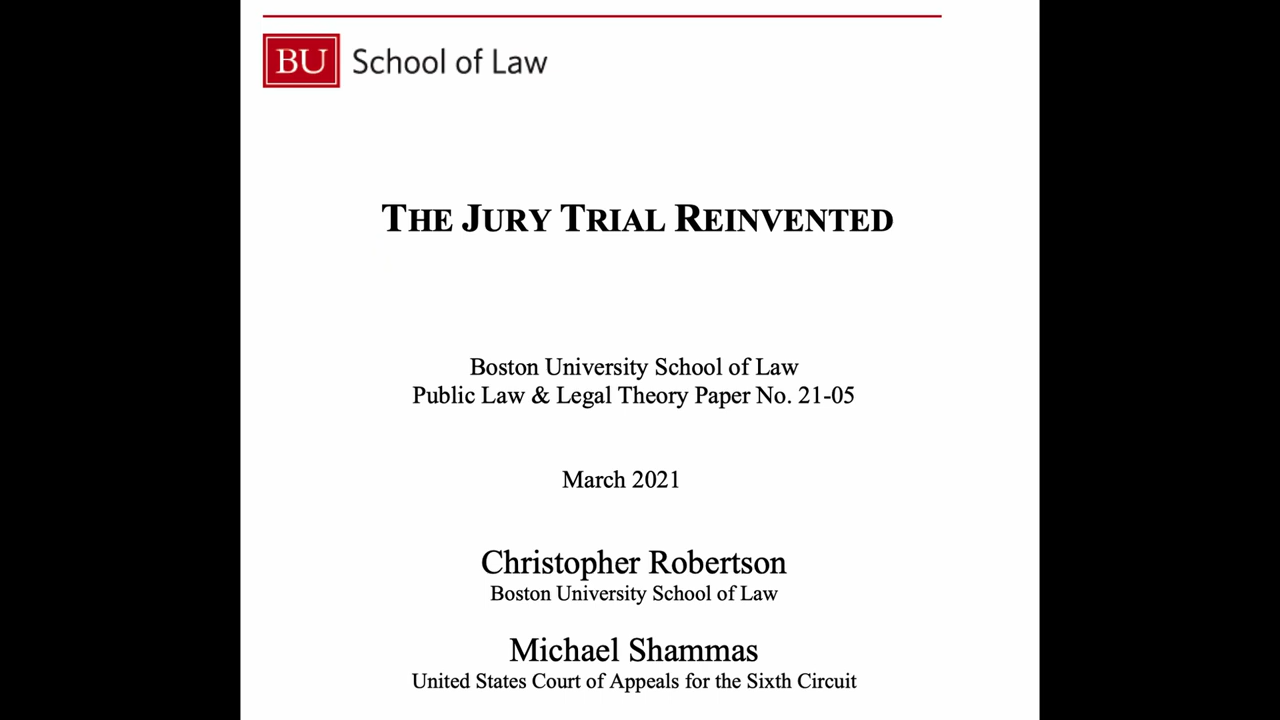 BU School of Law
THE JURY TRIAL REINVENTED
Boston University School of Law
Public Law & Legal Theory Paper No. 21-05
March 2021
Christopher Robertson
Boston University School of Law
Michael Shammas
United States Court of Appeals for the Sixth Circuit